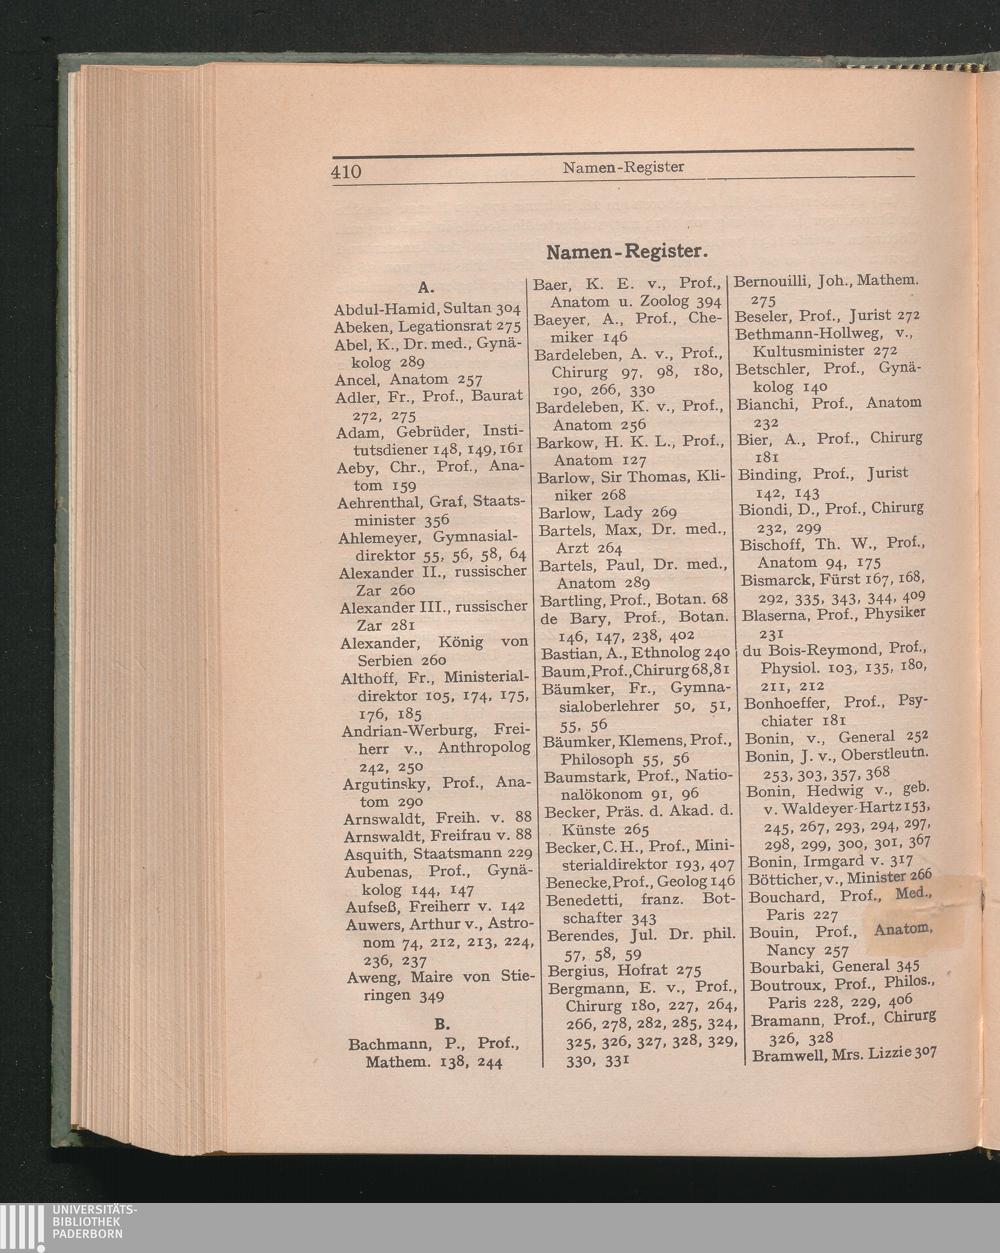 410
Namen-Register
Namen-Register.
A.
Abdul-Hamid, Sultan 304
Abeken, Legationsrat 275
Abel, K., Dr. med., Gynä-
kolog 289
Ancel, Anatom 257
Adler, Fr., Prof., Baurat
272, 275
Adam, Gebrüder, Insti-
tutsdiener 148, 149, 161
Aeby, Chr., Prof., Ana-
tom 159
Aehrenthal, Graf, Staats-
minister 356
Ahlemeyer, Gymnasial-
direktor 55, 56, 58, 64
Alexander II., russischer
Zar 260
Alexander III., russischer
Zar 281
Alexander, König von
Serbien 260
Althoff, Fr., Ministerial-
direktor 105, 174, 175,
176, 185
Andrian-Werburg, Frei-
herr v., Anthropolog
242, 250
Argutinsky, Prof., Ana-
tom 290
Arnswaldt, Freih. v. 88
Arnswaldt, Freifrau v. 88
Asquith, Staatsmann 229
Aubenas, Prof., Gynä-
kolog 144, 147
Aufseß, Freiherr v. 142
Auwers, Arthur v., Astro-
nom 74, 212, 213, 224,
236, 237
Aweng, Maire von Stie-
ringen 349
B.
Bachmann, P., Prof.,
Mathem. 138, 244
Baer, K. E. v., Prof.,
Anatom u. Zoolog 394
Baeyer, A., Prof., Che-
miker 146
Bardeleben, A. v., Prof.,
Chirurg 97, 98, 180,
190, 266, 330
Bardeleben, K. v., Prof.,
Anatom 256
Barkow, H. K. L., Prof.,
Anatom 127
Barlow, Sir Thomas, Kli-
niker 268
Barlow, Lady 269
Bartels, Max, Dr. med.,
Arzt 264
Bartels, Paul, Dr. med.,
Anatom 289
Bartling, Prof., Botan. 68
de Bary, Prof., Botan.
146, 147, 238, 402
Bastian, A., Ethnolog 240
Baum, Prof., Chirurg 68, 81
Bäumker, Fr., Gymna-
sialoberlehrer 50, 51,
55, 56
Bäumker, Klemens, Prof.,
Philosoph 55, 56
Baumstark, Prof., Natio-
nalökonom 91, 96
Becker, Präs. d. Akad. d.
Künste 265
Becker, C. H., Prof., Mini-
sterialdirektor 193, 407
Benecke, Prof., Geolog 146
Benedetti, franz. Bot-
schafter 343
Berendes, Jul. Dr. phil.
57, 58, 59
Bergius, Hofrat 275
Bergmann, E. v., Prof.,
Chirurg 180, 227, 264,
266, 278, 282, 285, 324,
325, 326, 327, 328, 329,
330, 331
Bernouilli, Joh., Mathem.
275
Beseler, Prof., Jurist 272
Bethmann-Hollweg, v.,
Kultusminister 272
Betschler, Prof., Gynä-
kolog 140
Bianchi, Prof., Anatom
232
Bier, A., Prof., Chirurg
181
Binding, Prof., Jurist
142, 143
Biondi, D., Prof., Chirurg
232, 299
Bischoff, Th. W., Prof.,
Anatom 94, 175
Bismarck, Fürst 167, 168,
292, 335, 343, 344, 409
Blaserna, Prof., Physiker
231
du Bois-Reymond, Prof.,
Physiol. 103, 135, 180,
211, 212
Bonhoeffer, Prof., Psy-
chiater 181
Bonin, v., General 252
Bonin, J. v., Oberstleutn.
253, 303, 357, 368
Bonin, Hedwig v., geb.
v. Waldeyer-Hartz 153,
245, 267, 293, 294, 297,
298, 299, 300, 301, 367
Bonin, Irmgard v. 317
Bötticher, v., Minister 266
Bouchard, Prof., Med.,
Paris 227
Bouin, Prof., Anatom,
Nancy 257
Bourbaki, General 345
Boutroux, Prof., Philos.,
Paris 228, 229, 406
Bramann, Prof., Chirurg
326, 328
Bramwell, Mrs. Lizzie 307
UNIVERSITÄTS-
BIBLIOTHEK
PADERBORN